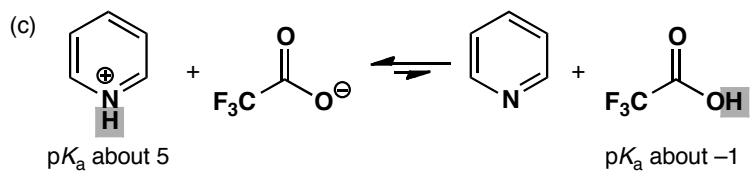 (c)
O
O
⊕
N
H
+
F₃C
O⊖
N
+
F₃C
OH
pKₐ about 5
pKₐ about –1